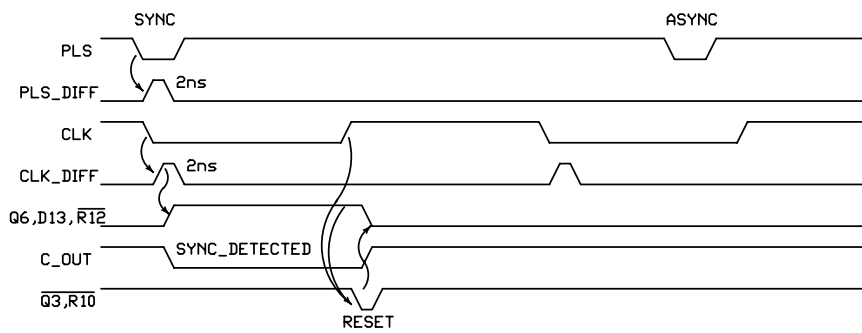 SYNC
ASYNC
PLS
PLS_DIFF
2ns
CLK
CLK_DIFF
2ns
Q6,D13,R12
C_OUT
SYNC_DETECTED
Q3,R10
RESET